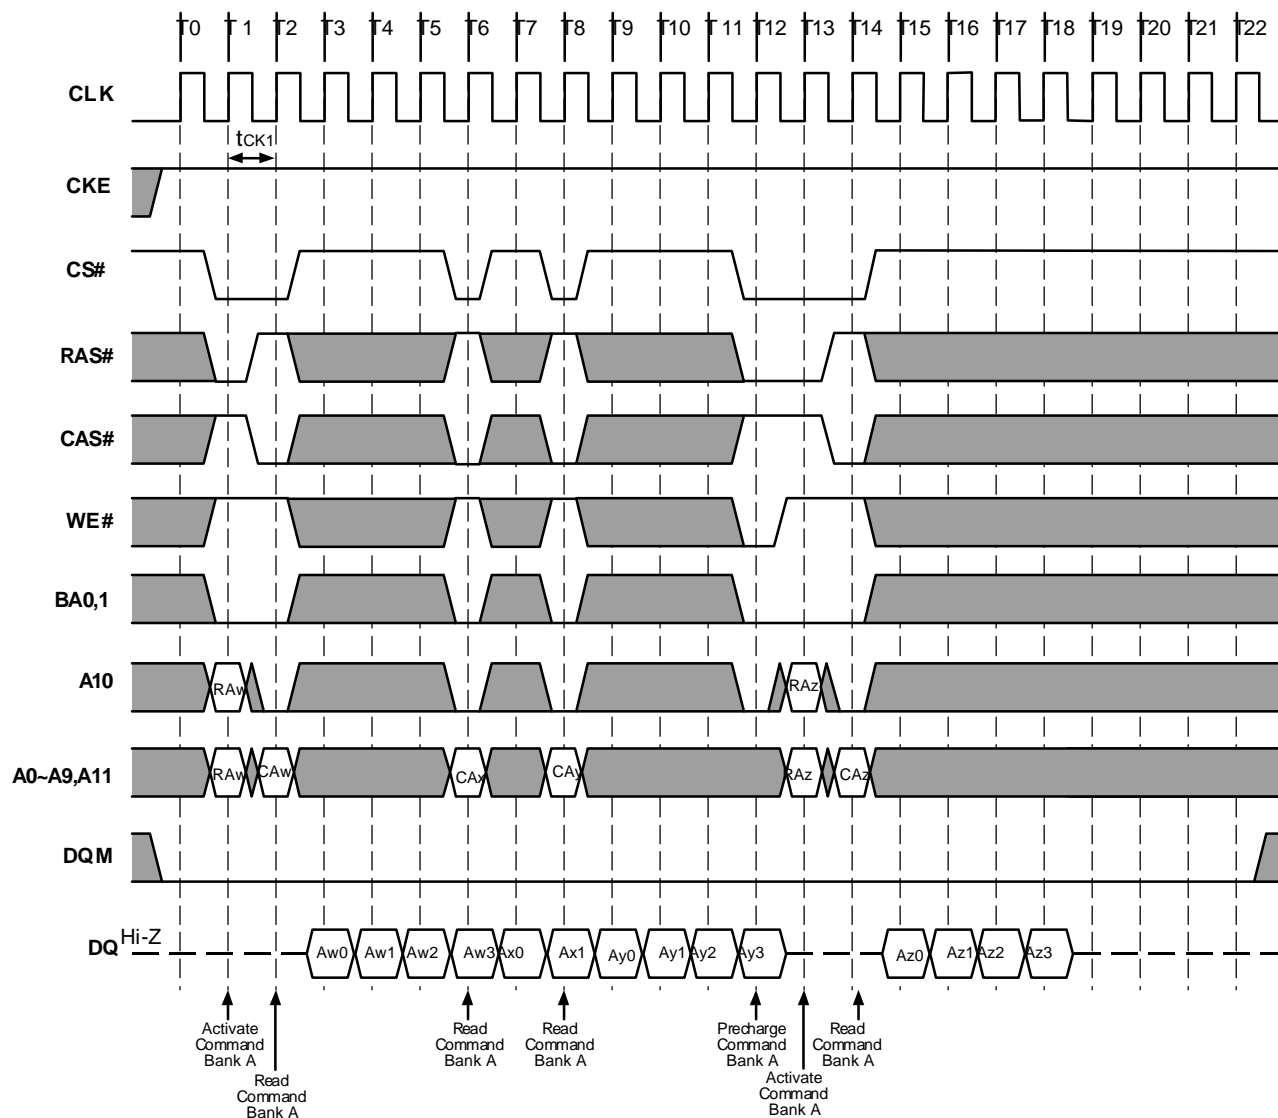 T0 T 1 T2 T3 T4 T5 T6 T7 T8 T9 T10 T 11 T12 T13 T14 T15 T16 T17 T18 T19 T20 T21 T22
CLK
tCK1
CKE
CS#
RAS#
CAS#
WE#
BA0,1
A10
RAw RAz
A0~A9,A11
RAw CAw CAx CAy RAz CAz
DQM
DQ Hi-Z
Aw0 Aw1 Aw2 Aw3 Ax0 Ax1 Ay0 Ay1 Ay2 Ay3 Az0 Az1 Az2 Az3
Activate
Command
Bank A
Read
Command
Bank A
Read
Command
Bank A
Read
Command
Bank A
Precharge
Command
Bank A
Activate
Command
Bank A
Read
Command
Bank A